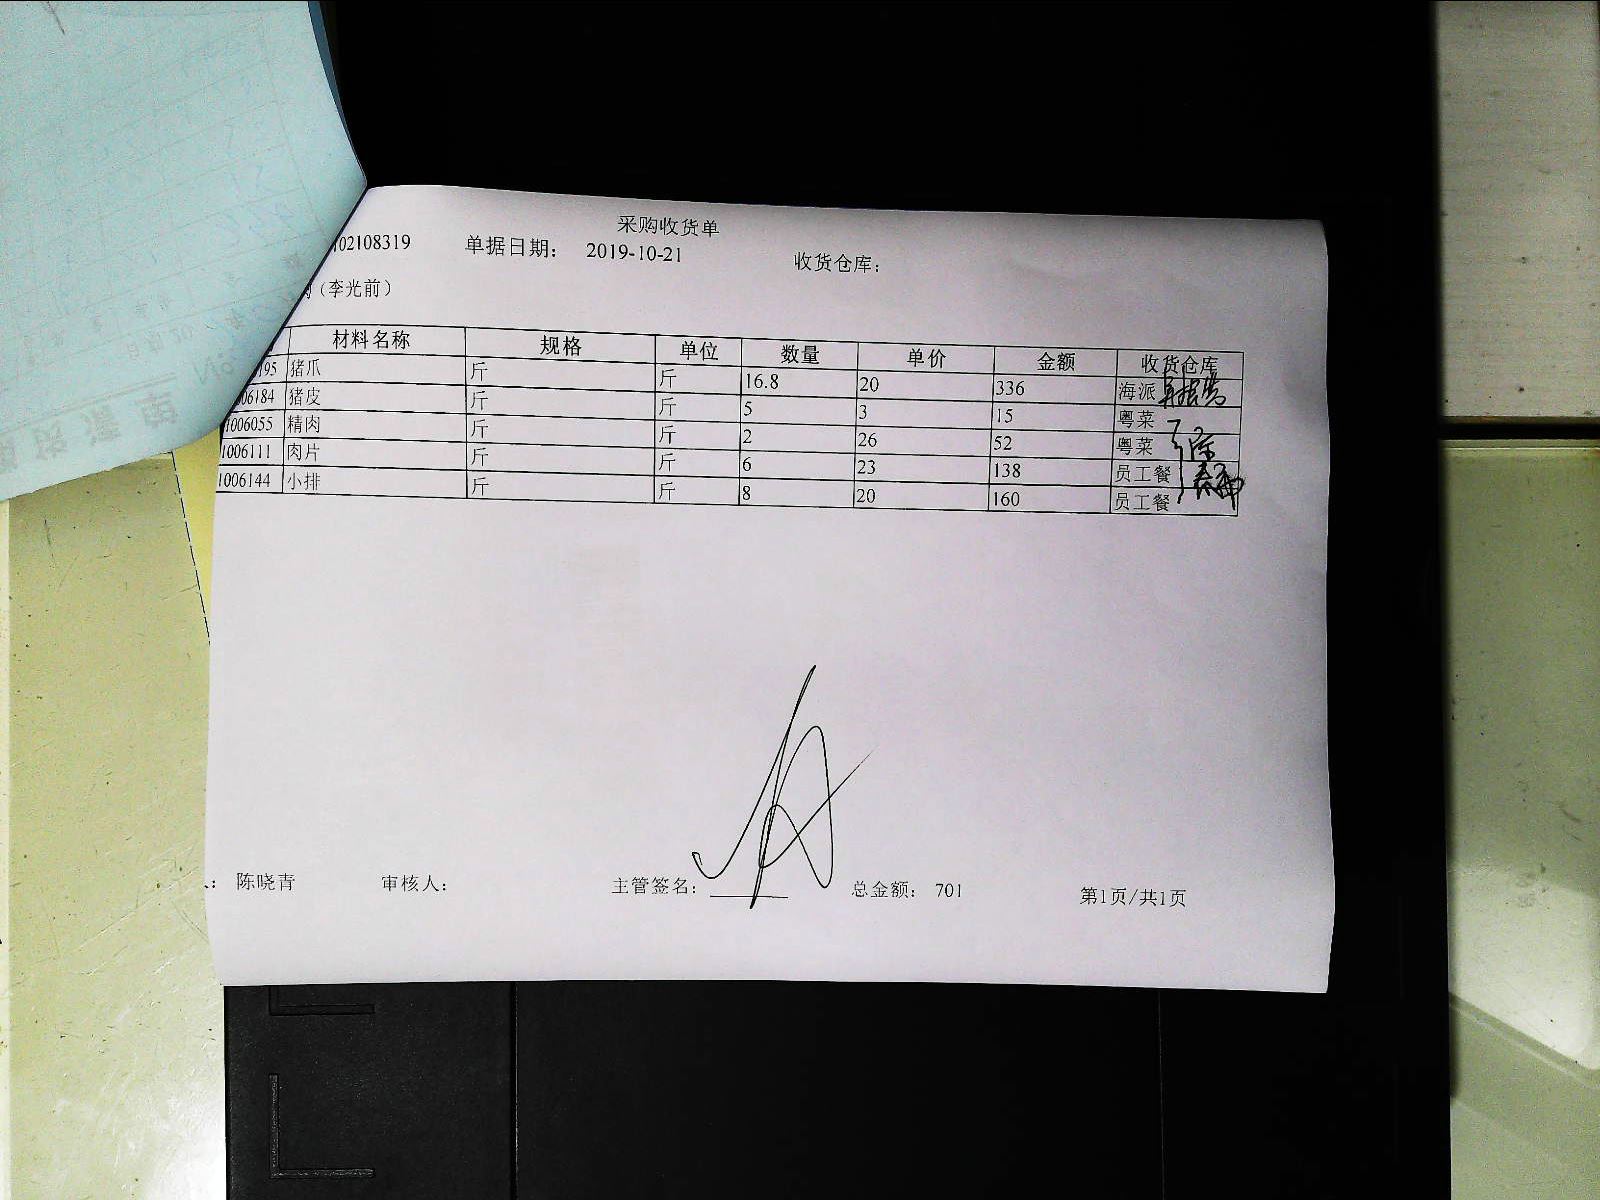 采购收货单
02108319 单据日期： 2019-10-21 收货仓库：
（李光前）
材料名称 规格 单位 数量 单价 金额 收货仓库
195 猪爪 斤 斤 16.8 20 336 海派
06184 猪皮 斤 斤 5 3 15 粤菜
1006055 精肉 斤 斤 2 26 52 粤菜
1006111 肉片 斤 斤 6 23 138 员工餐
1006144 小排 斤 斤 8 20 160 员工餐
： 陈晓青 审核人： 主管签名： 总金额： 701 第1页/共1页